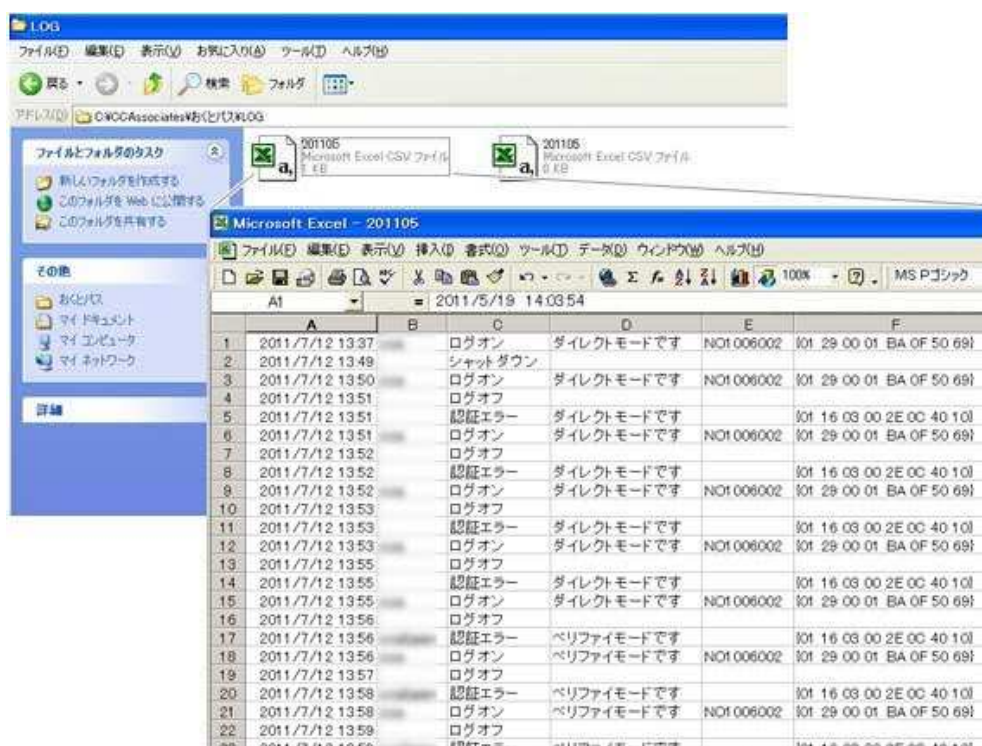 LOG
ファイル(F) 編集(E) 表示(V) お気に入り(A) ツール(T) ヘルプ(H)
戻る 検索 フォルダ
アドレス(D) C:¥CCAssociates¥おくとパス¥LOG
ファイルとフォルダのタスク
新しいフォルダを作成する
このフォルダを Web に公開する
このフォルダを共有する
その他
おくとパス
マイ ドキュメント
マイ コンピュータ
マイ ネットワーク
詳細
201105
Microsoft Excel CSV ファイル
1 KB
201105
Microsoft Excel CSV ファイル
0 KB
Microsoft Excel - 201105
ファイル(F) 編集(E) 表示(V) 挿入(I) 書式(O) ツール(T) データ(D) ウィンドウ(W) ヘルプ(H)
100% MS Pゴシック
A1 = 2011/5/19 14:03:54
A B C D E F
1 2011/7/12 13:37 ログオン ダイレクトモードです NO1006002 {01 29 00 01 BA 0F 50 69}
2 2011/7/12 13:49 シャットダウン
3 2011/7/12 13:50 ログオン ダイレクトモードです NO1006002 {01 29 00 01 BA 0F 50 69}
4 2011/7/12 13:51 ログオフ
5 2011/7/12 13:51 認証エラー ダイレクトモードです {01 16 03 00 2E 0C 40 10}
6 2011/7/12 13:51 ログオン ダイレクトモードです NO1006002 {01 29 00 01 BA 0F 50 69}
7 2011/7/12 13:52 ログオフ
8 2011/7/12 13:52 認証エラー ダイレクトモードです {01 16 03 00 2E 0C 40 10}
9 2011/7/12 13:52 ログオン ダイレクトモードです NO1006002 {01 29 00 01 BA 0F 50 69}
10 2011/7/12 13:53 ログオフ
11 2011/7/12 13:53 認証エラー ダイレクトモードです {01 16 03 00 2E 0C 40 10}
12 2011/7/12 13:53 ログオン ダイレクトモードです NO1006002 {01 29 00 01 BA 0F 50 69}
13 2011/7/12 13:55 ログオフ
14 2011/7/12 13:55 認証エラー ダイレクトモードです {01 16 03 00 2E 0C 40 10}
15 2011/7/12 13:55 ログオン ダイレクトモードです NO1006002 {01 29 00 01 BA 0F 50 69}
16 2011/7/12 13:56 ログオフ
17 2011/7/12 13:56 認証エラー ベリファイモードです {01 16 03 00 2E 0C 40 10}
18 2011/7/12 13:56 ログオン ベリファイモードです NO1006002 {01 29 00 01 BA 0F 50 69}
19 2011/7/12 13:57 ログオフ
20 2011/7/12 13:58 認証エラー ベリファイモードです {01 16 03 00 2E 0C 40 10}
21 2011/7/12 13:58 ログオン ベリファイモードです NO1006002 {01 29 00 01 BA 0F 50 69}
22 2011/7/12 13:59 ログオフ